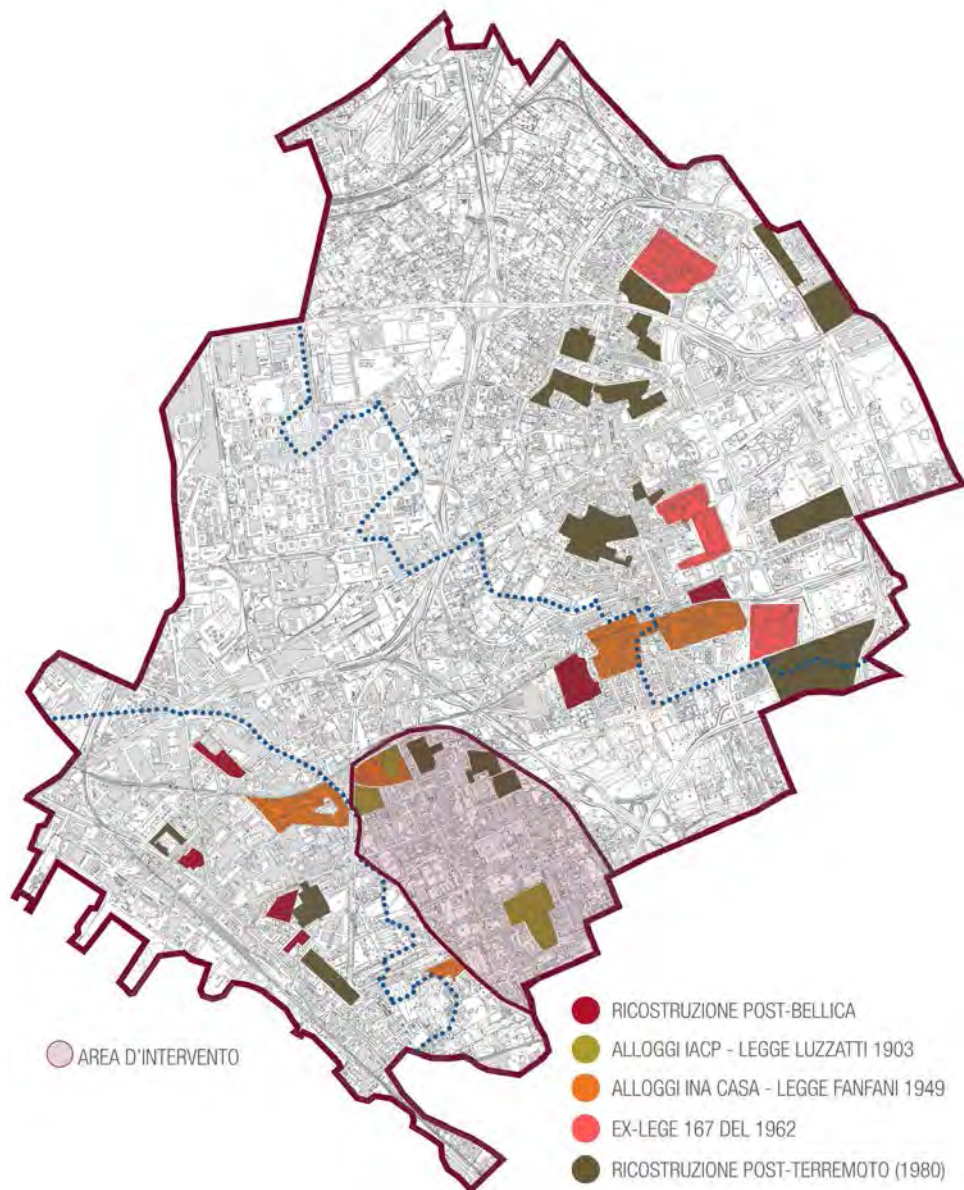 AREA D'INTERVENTO
RICOSTRUZIONE POST-BELLICA
ALLOGGI IACP - LEGGE LUZZATTI 1903
ALLOGGI INA CASA - LEGGE FANFANI 1949
EX-LEGE 167 DEL 1962
RICOSTRUZIONE POST-TERREMOTO (1980)